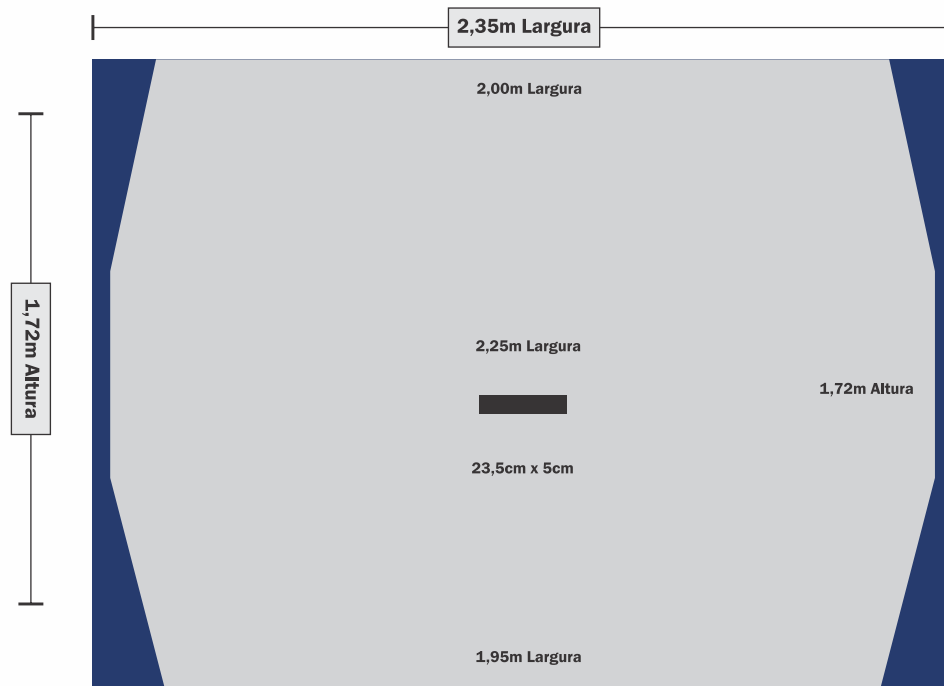 2,35m Largura
2,00m Largura
1,72m Altura
2,25m Largura
1,72m Altura
23,5cm x 5cm
1,95m Largura